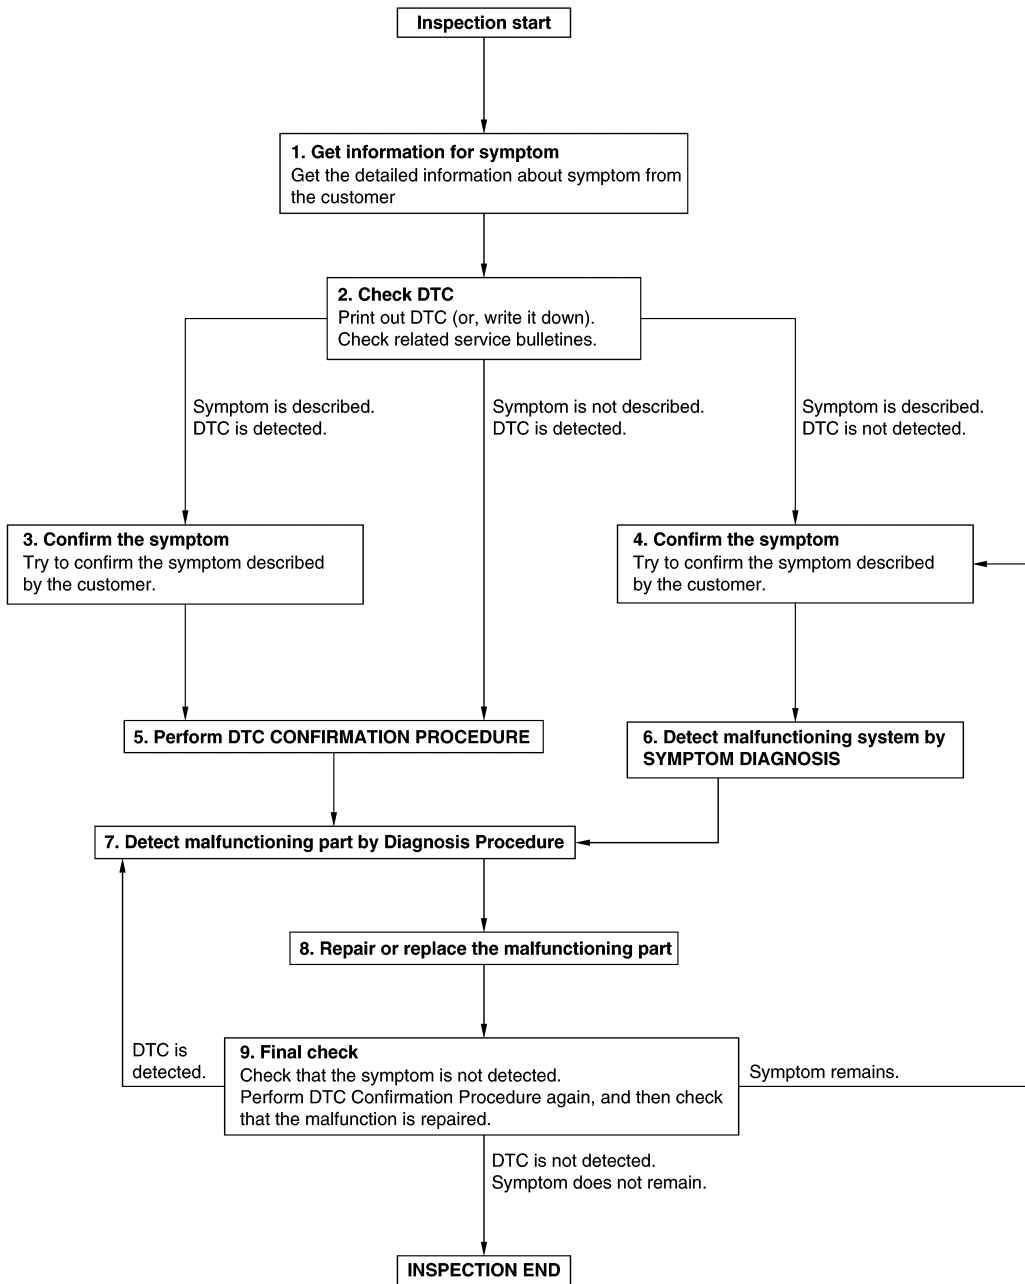 Inspection start
1. Get information for symptom
Get the detailed information about symptom from
the customer
2. Check DTC
Print out DTC (or, write it down).
Check related service bulletines.
Symptom is described.
DTC is detected.
Symptom is not described.
DTC is detected.
Symptom is described.
DTC is not detected.
3. Confirm the symptom
Try to confirm the symptom described
by the customer.
4. Confirm the symptom
Try to confirm the symptom described
by the customer.
5. Perform DTC CONFIRMATION PROCEDURE
6. Detect malfunctioning system by
SYMPTOM DIAGNOSIS
7. Detect malfunctioning part by Diagnosis Procedure
8. Repair or replace the malfunctioning part
DTC is
detected.
9. Final check
Check that the symptom is not detected.
Perform DTC Confirmation Procedure again, and then check
that the malfunction is repaired.
Symptom remains.
DTC is not detected.
Symptom does not remain.
INSPECTION END